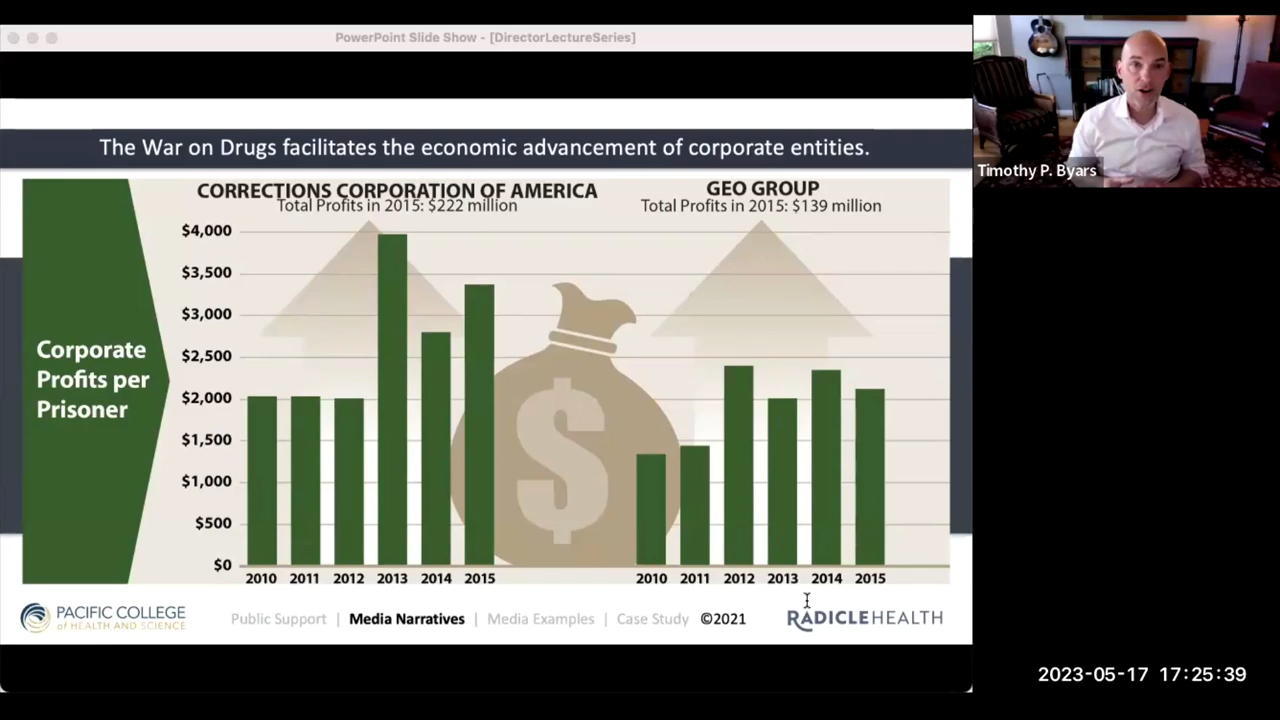 PowerPoint Slide Show - [DirectorLectureSeries]
Timothy P. Byars
The War on Drugs facilitates the economic advancement of corporate entities.
CORRECTIONS CORPORATION OF AMERICA
Total Profits in 2015: $222 million
GEO GROUP
Total Profits in 2015: $139 million
Corporate
Profits per
Prisoner
$4,000
$3,500
$3,000
$2,500
$2,000
$1,500
$1,000
$500
$0
$
2010 2011 2012 2013 2014 2015
2010 2011 2012 2013 2014 2015
PACIFIC COLLEGE
of HEALTH AND SCIENCE
Public Support | Media Narratives | Media Examples | Case Study ©2021
RADICLEHEALTH
2023-05-17 17:25:39